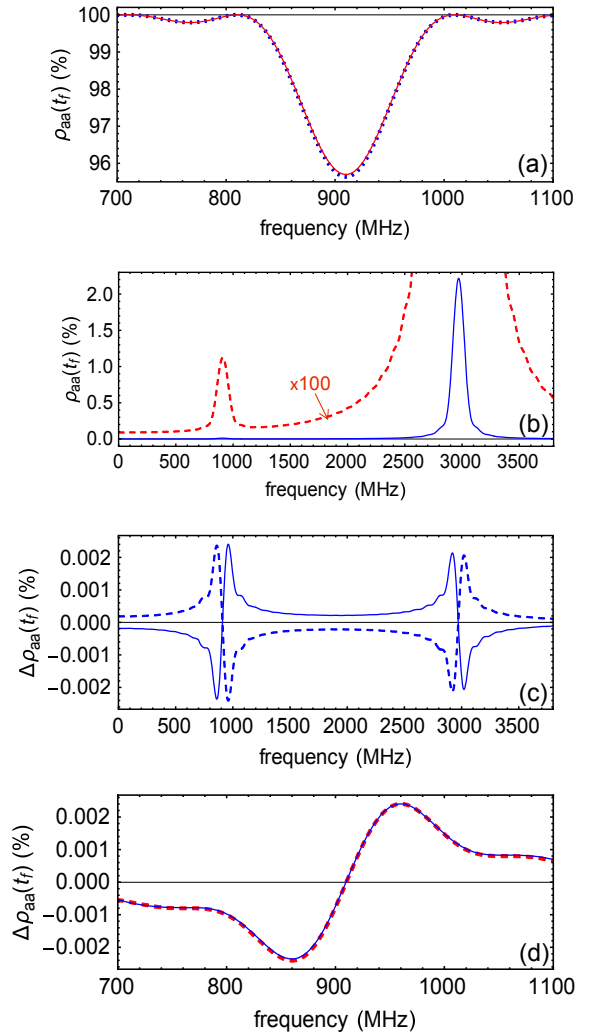 100
99
98
97
96
ρaa(tf) (%)
(a)
700 800 900 1000 1100
frequency (MHz)
2.0
1.5
1.0
0.5
0.0
ρaa(tf) (%)
x100
(b)
0 500 1000 1500 2000 2500 3000 3500
frequency (MHz)
0.002
0.001
0.000
-0.001
-0.002
Δρaa(tf) (%)
(c)
0 500 1000 1500 2000 2500 3000 3500
frequency (MHz)
0.002
0.001
0.000
-0.001
-0.002
Δρaa(tf) (%)
(d)
700 800 900 1000 1100
frequency (MHz)